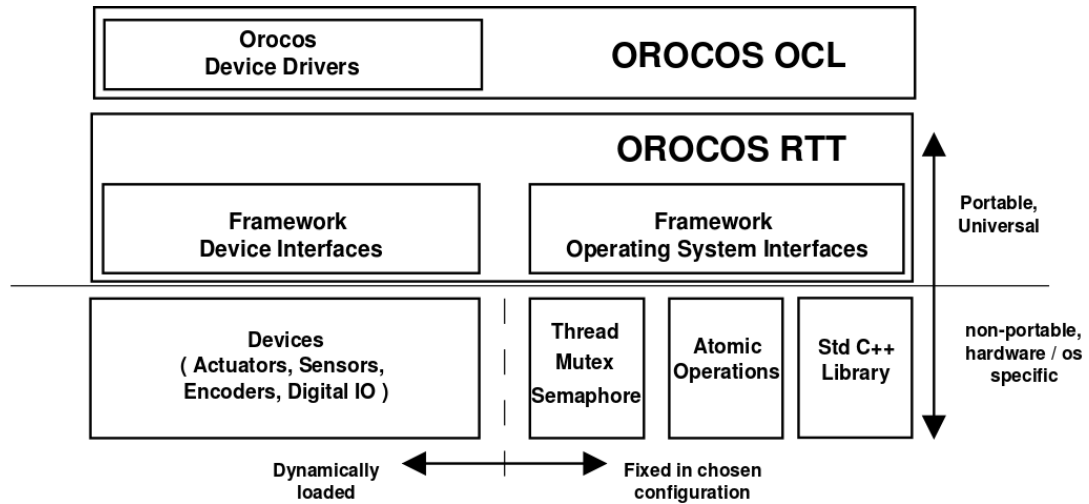 Orocos
Device Drivers
OROCOS OCL
OROCOS RTT
Framework
Device Interfaces
Framework
Operating System Interfaces
Portable,
Universal
Devices
( Actuators, Sensors,
Encoders, Digital IO )
Thread
Mutex
Semaphore
Atomic
Operations
Std C++
Library
non-portable,
hardware / os
specific
Dynamically
loaded
Fixed in chosen
configuration